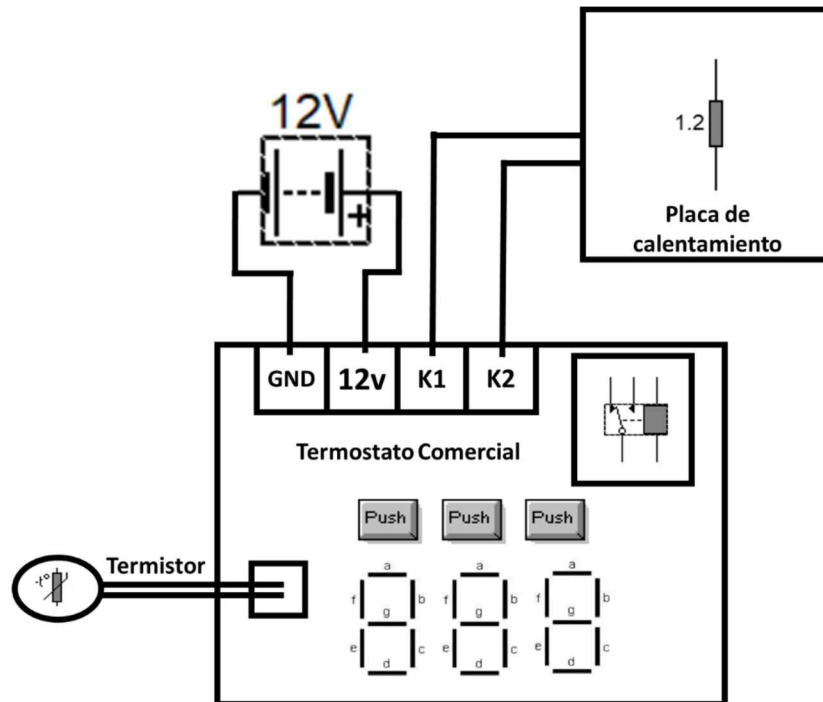 12V
+
1.2
Placa de
calentamiento
GND 12v K1 K2
Termostato Comercial
Push Push Push
Termistor
-t°
a a a
f b f b f b
g g g
e c e c e c
d d d